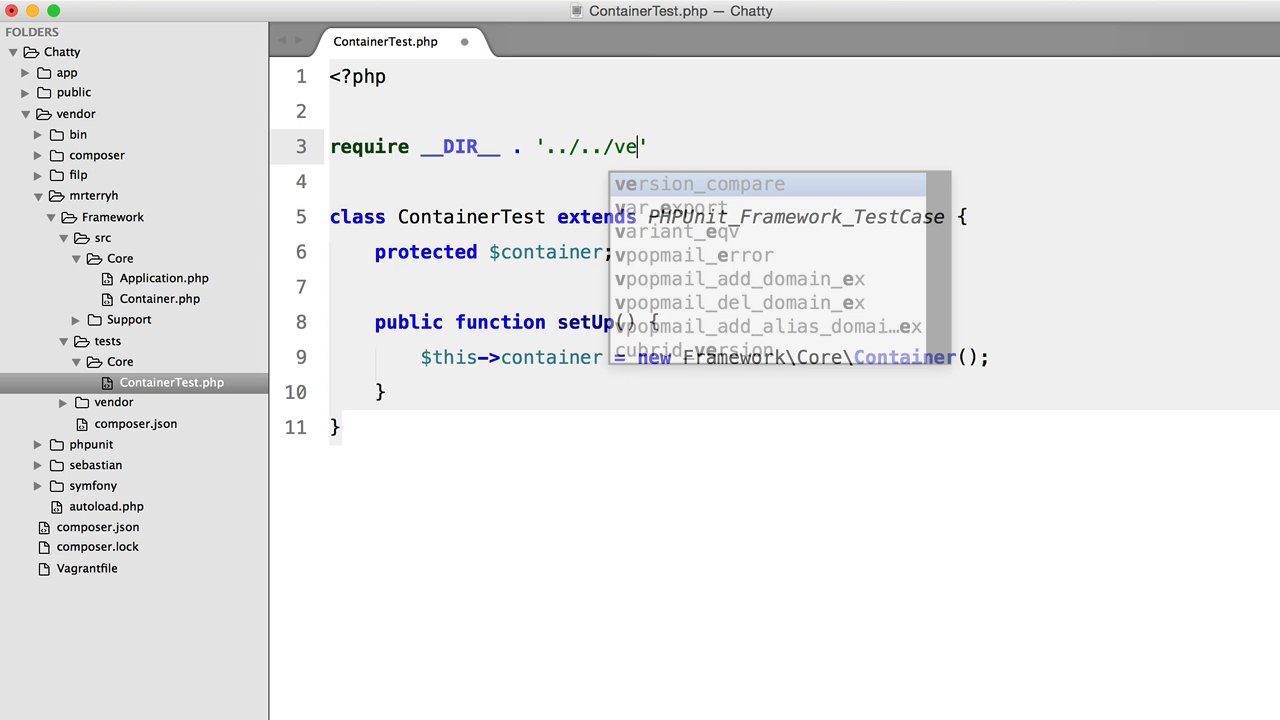 ContainerTest.php — Chatty
FOLDERS
Chatty
app
public
vendor
bin
composer
filp
mrterryh
Framework
src
Core
Application.php
Container.php
Support
tests
Core
ContainerTest.php
vendor
composer.json
phpunit
sebastian
symfony
autoload.php
composer.json
composer.lock
Vagrantfile
ContainerTest.php
1 <?php
2
3 require __DIR__ . '../../ve'
4
5 class ContainerTest extends PHPUnit_Framework_TestCase {
6 protected $container;
7
8 public function setUp() {
9 $this->container = new Framework\Core\Container();
10 }
11 }
version_compare
var_export
variant_eqv
vpopmail_error
vpopmail_add_domain_ex
vpopmail_del_domain_ex
vpopmail_add_alias_domai…ex
cubrid_version